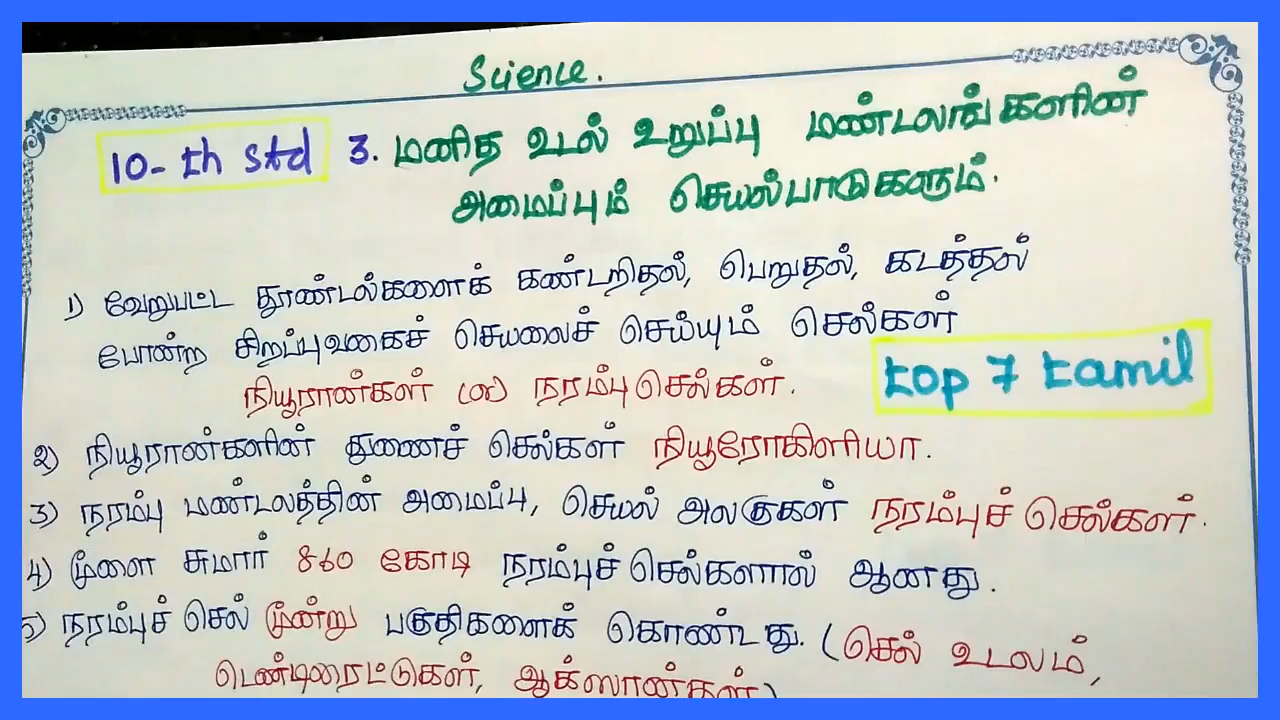 Science.
10-th std 3. மனித உடல் உறுப்பு மண்டலங்களின்
அமைப்பும் செயல்பாடுகளும்.
1) வேறுபட்ட தூண்டல்களைக் கண்டறிதல், பெறுதல், கடத்தல்
போன்ற சிறப்புவகைச் செயலைச் செய்யும் செல்கள்
நியூரான்கள் (எ) நரம்புசெல்கள்.
top 7 tamil
2) நியூரான்களின் துணைச் செல்கள் நியூரோகிளியா.
3) நரம்பு மண்டலத்தின் அமைப்பு, செயல் அலகுகள் நரம்புச் செல்கள்.
4) மூளை சுமார் 860 கோடி நரம்புச் செல்களால் ஆனது.
5) நரம்புச் செல் மூன்று பகுதிகளைக் கொண்டது. (செல் உடலம்,
டெண்டிரைட்டுகள், ஆக்ஸான்கள்)